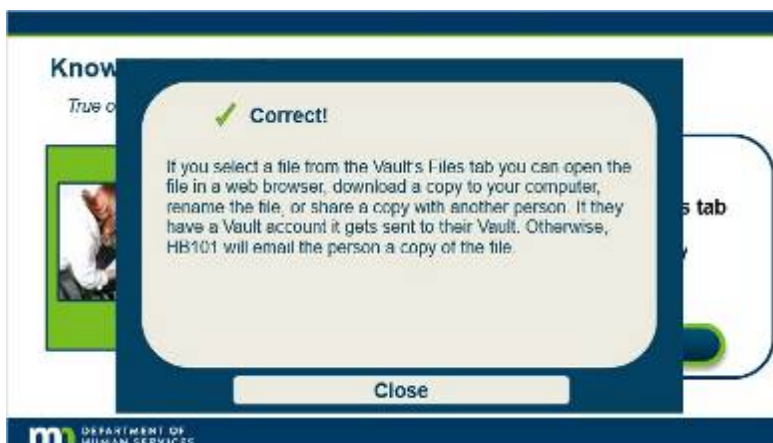 Know
True o
Correct!
If you select a file from the Vault's Files tab you can open the
file in a web browser, download a copy to your computer,
rename the file, or share a copy with another person. If they
have a Vault account it gets sent to their Vault. Otherwise,
HB101 will email the person a copy of the file.
s tab
y
Close
mn DEPARTMENT OF
HUMAN SERVICES